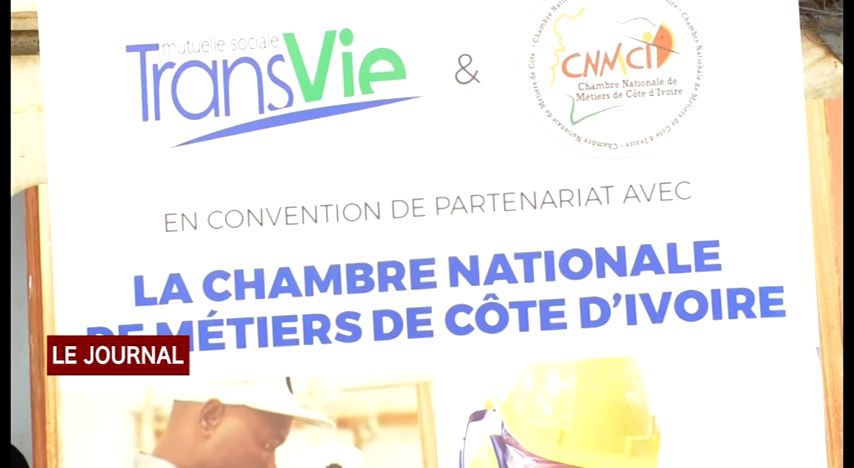 mutuelle sociale
TransVie
&
CNMCI
Chambre Nationale de
Métiers de Côte d'Ivoire
EN CONVENTION DE PARTENARIAT AVEC
LA CHAMBRE NATIONALE
DE MÉTIERS DE CÔTE D'IVOIRE
LE JOURNAL